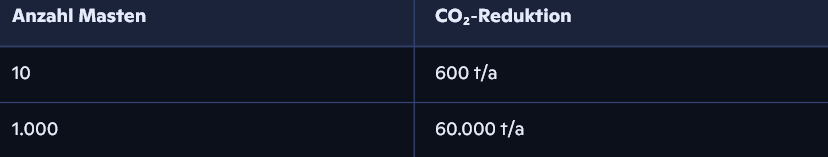 Anzahl Masten CO₂-Reduktion
10 600 t/a
1.000 60.000 t/a